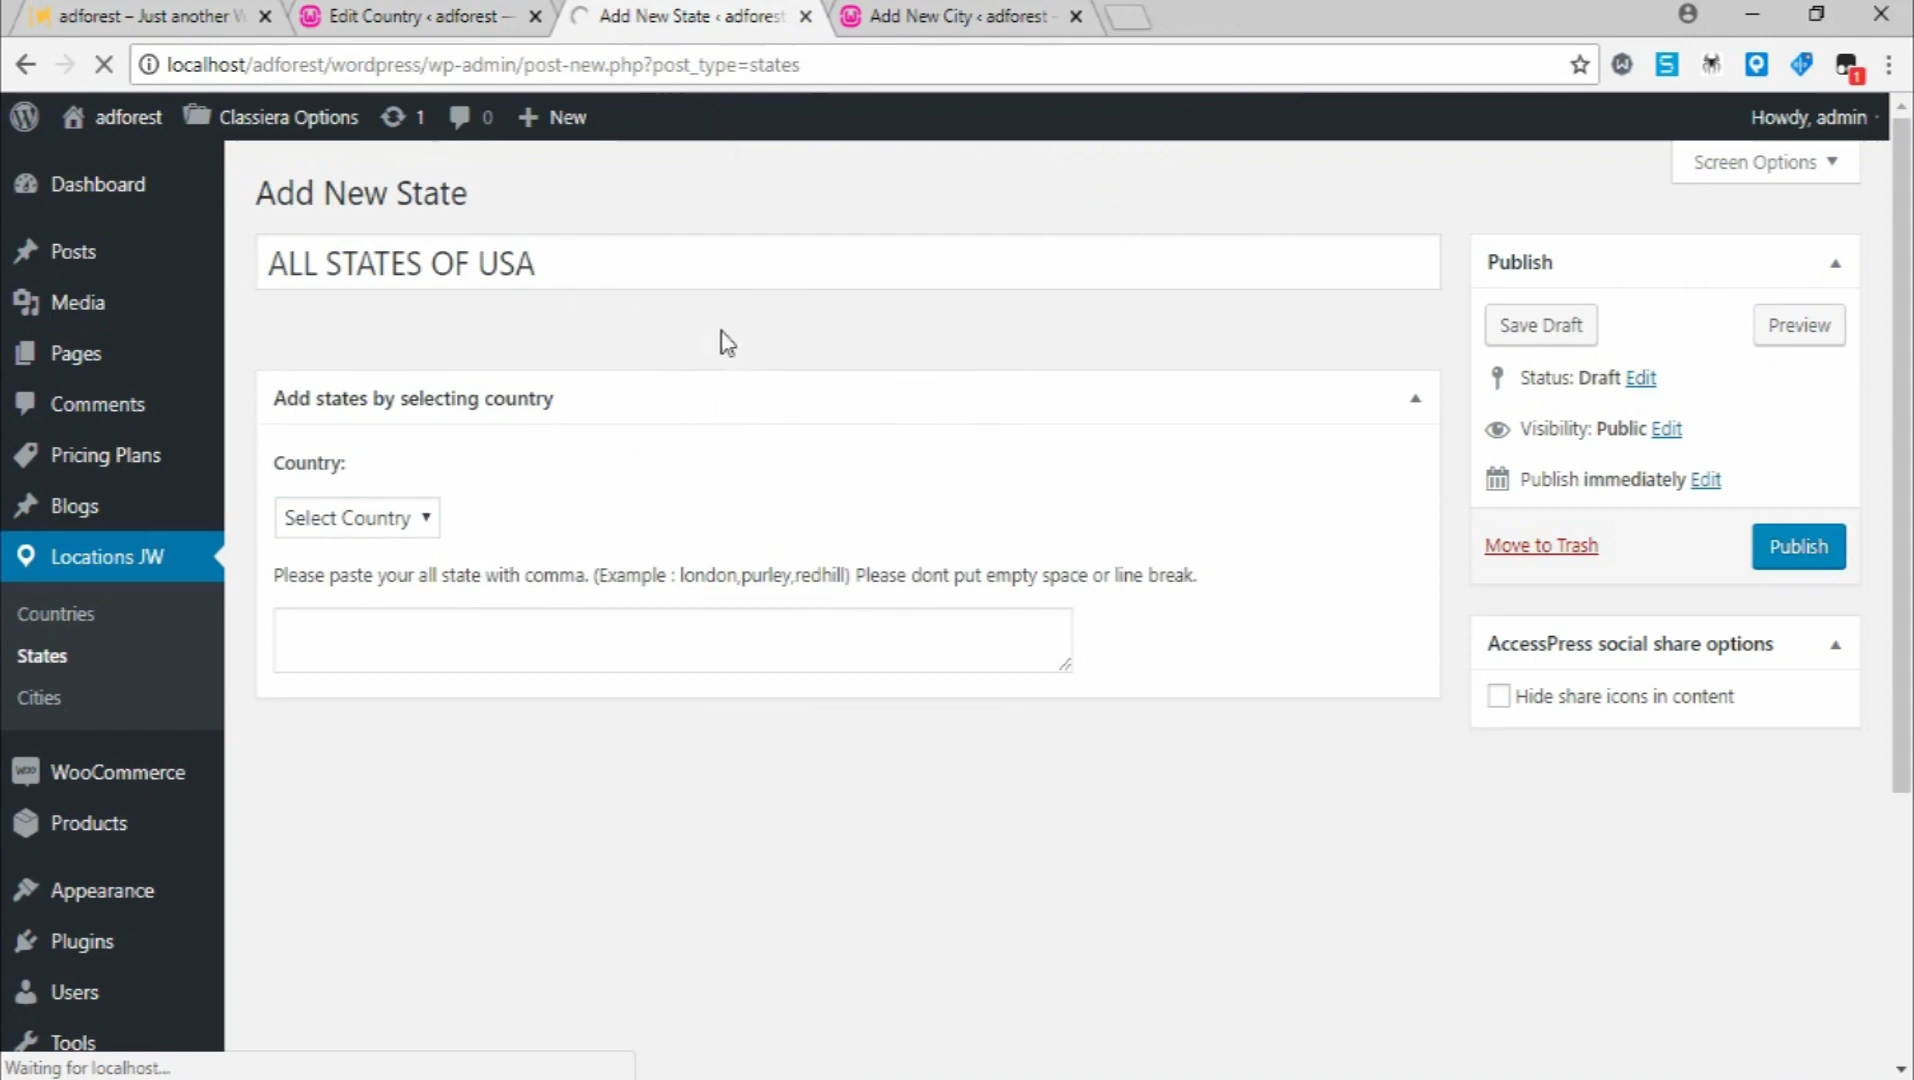 adforest – Just another W
Edit Country ‹ adforest —
Add New State ‹ adforest
Add New City ‹ adforest -
localhost/adforest/wordpress/wp-admin/post-new.php?post_type=states
1
adforest
Classiera Options
1
0
New
Howdy, admin
Screen Options
Dashboard
Posts
Media
Pages
Comments
Pricing Plans
Blogs
Locations JW
Countries
States
Cities
WooCommerce
Products
Appearance
Plugins
Users
Tools
Add New State
ALL STATES OF USA
Add states by selecting country
Country:
Select Country
Please paste your all state with comma. (Example : london,purley,redhill) Please dont put empty space or line break.
Publish
Save Draft
Preview
Status: Draft Edit
Visibility: Public Edit
Publish immediately Edit
Move to Trash
Publish
AccessPress social share options
Hide share icons in content
Waiting for localhost...